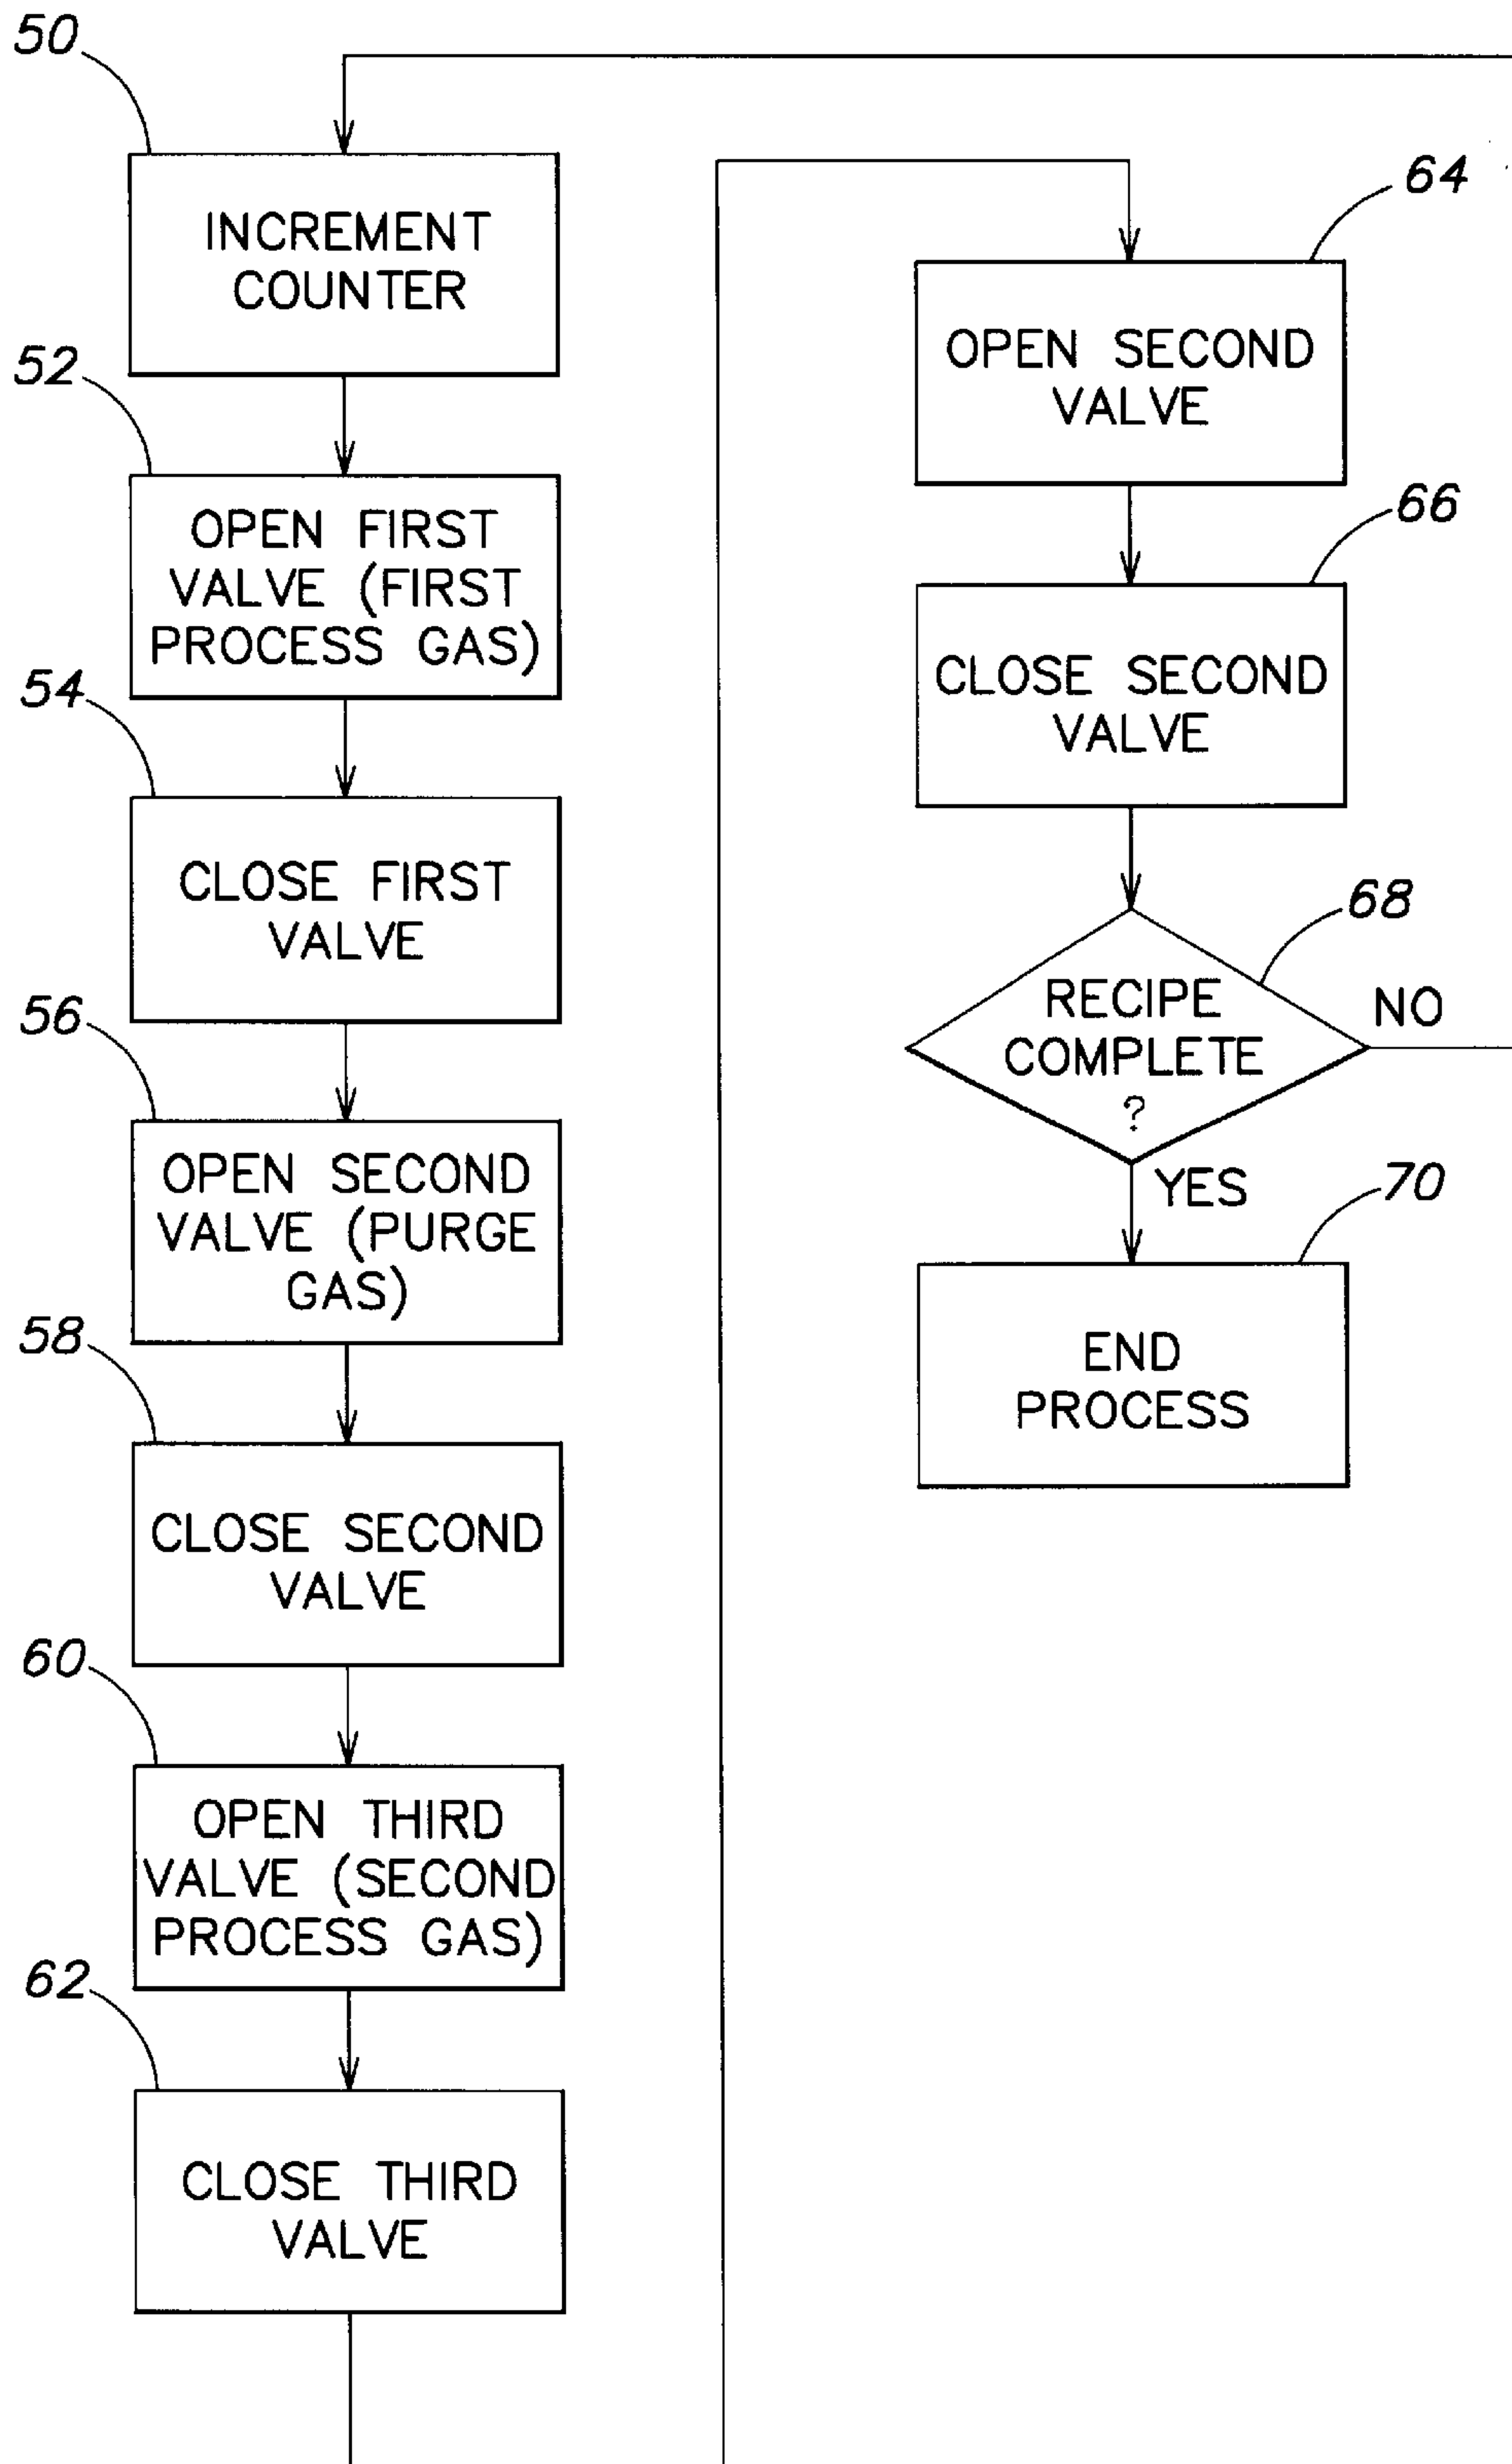 50
INCREMENT
COUNTER
52
OPEN FIRST
VALVE (FIRST
PROCESS GAS)
54
CLOSE FIRST
VALVE
56
OPEN SECOND
VALVE (PURGE
GAS)
58
CLOSE SECOND
VALVE
60
OPEN THIRD
VALVE (SECOND
PROCESS GAS)
62
CLOSE THIRD
VALVE
64
OPEN SECOND
VALVE
66
CLOSE SECOND
VALVE
68
RECIPE
COMPLETE
?
NO
YES
70
END
PROCESS